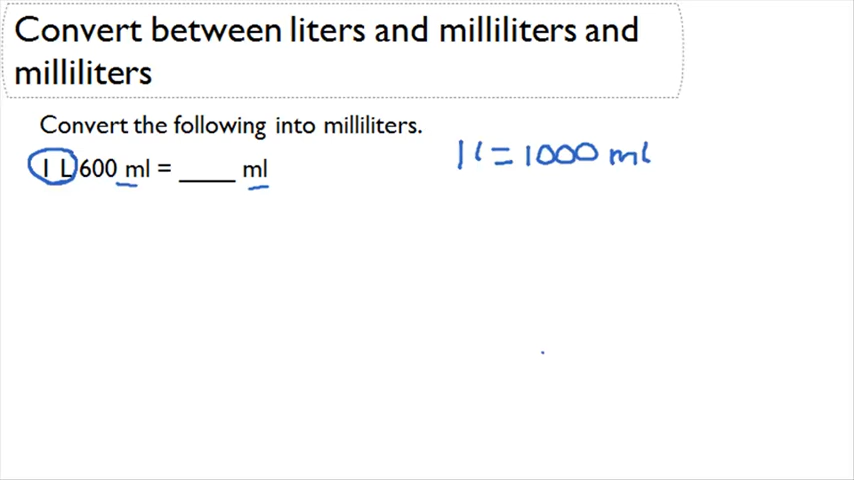 Convert between liters and milliliters and
milliliters
Convert the following into milliliters.
1 L 600 ml = ____ ml
1l = 1000 ml